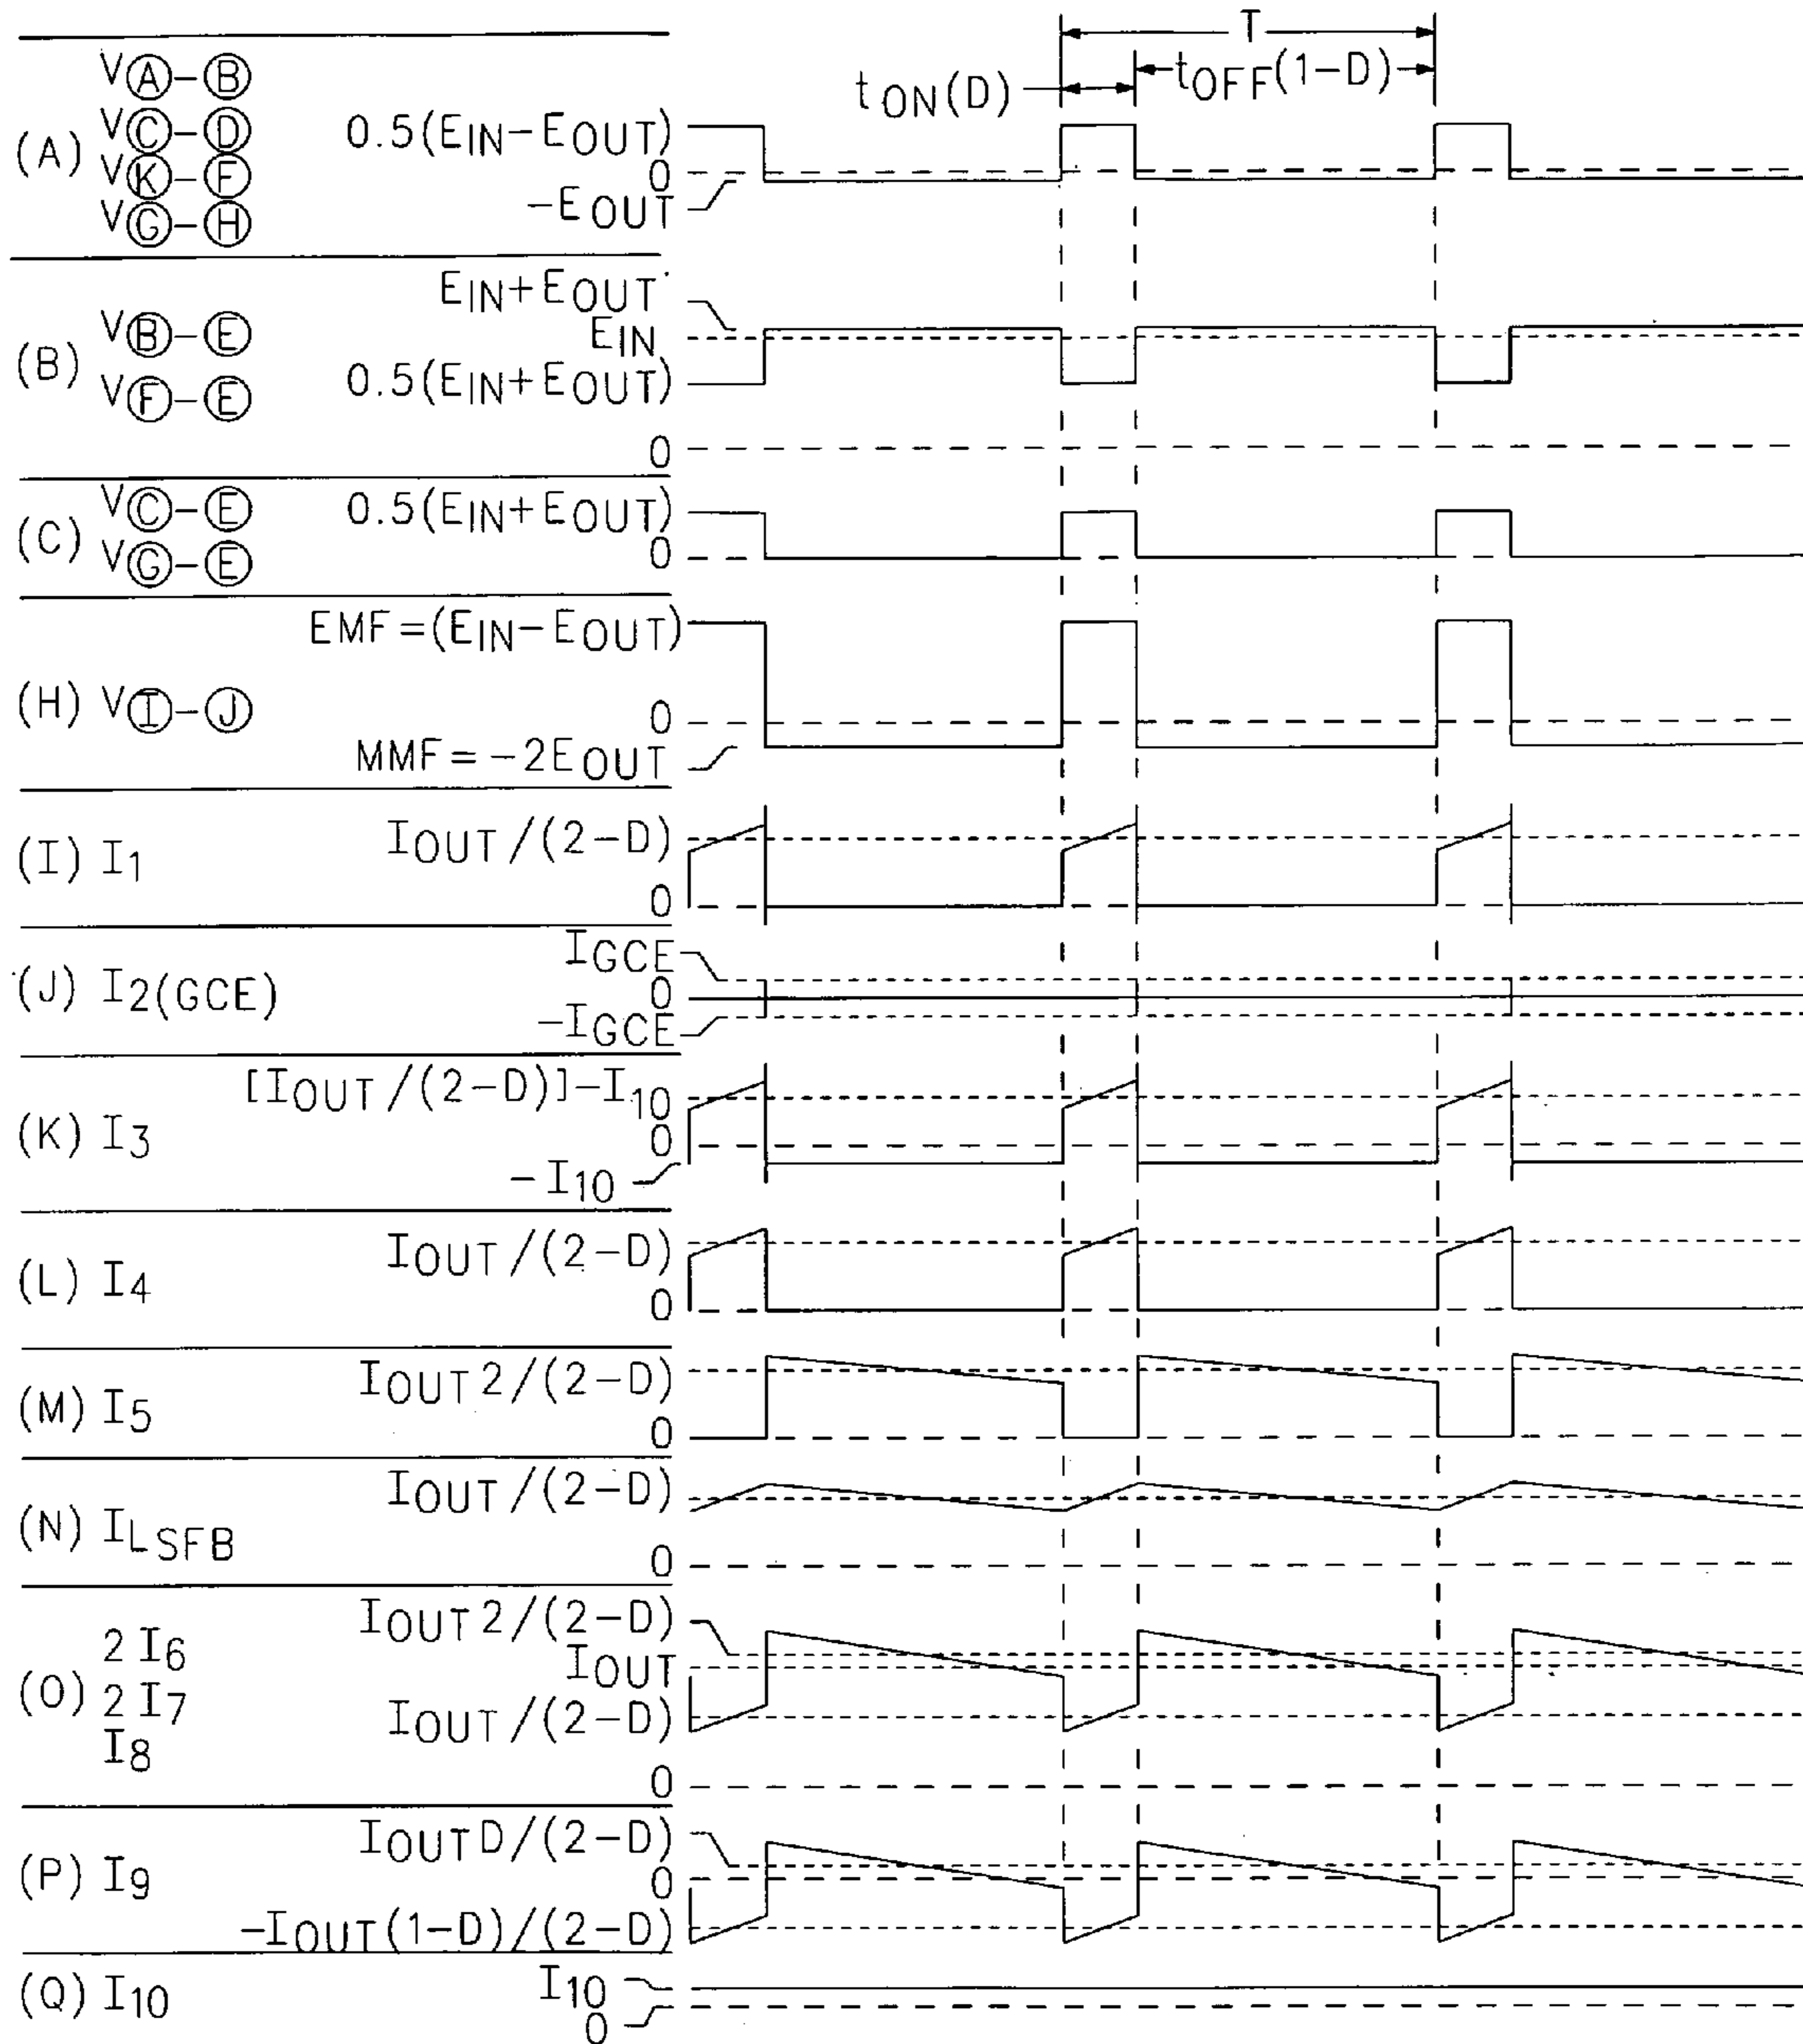 T
tON(D)
tOFF(1-D)
(A)
VⒶ-Ⓑ
VⒸ-Ⓓ
VⓀ-Ⓕ
VⒼ-Ⓗ
0.5(EIN-EOUT)
0
-EOUT
(B)
VⒷ-Ⓔ
VⒻ-Ⓔ
EIN+EOUT
EIN
0.5(EIN+EOUT)
0
(C)
VⒸ-Ⓔ
VⒼ-Ⓔ
0.5(EIN+EOUT)
0
(H) VⒾ-Ⓙ
EMF=(EIN-EOUT)
0
MMF=-2EOUT
(I) I1
IOUT/(2-D)
0
(J) I2(GCE)
IGCE
0
-IGCE
(K) I3
[IOUT/(2-D)]-I10
0
-I10
(L) I4
IOUT/(2-D)
0
(M) I5
IOUT2/(2-D)
0
(N) ILSFB
IOUT/(2-D)
0
(O)
2 I6
2 I7
I8
IOUT2/(2-D)
IOUT
IOUT/(2-D)
0
(P) I9
IOUTD/(2-D)
0
-IOUT(1-D)/(2-D)
(Q) I10
I10
0